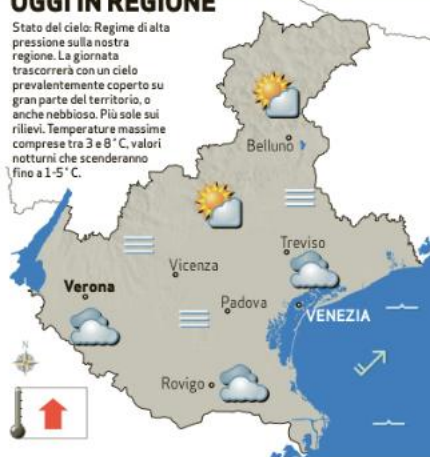 OGGI IN REGIONE
Stato del cielo: Regime di alta
pressione sulla nostra
regione. La giornata
trascorrerà con un cielo
prevalentemente coperto su
gran parte del territorio, o
anche nebbioso. Più sole sui
rilievi. Temperature massime
comprese tra 3 e 8°C, valori
notturni che scenderanno
fino a 1-5°C.
Belluno
Treviso
Vicenza
Verona
Padova
VENEZIA
N
Rovigo